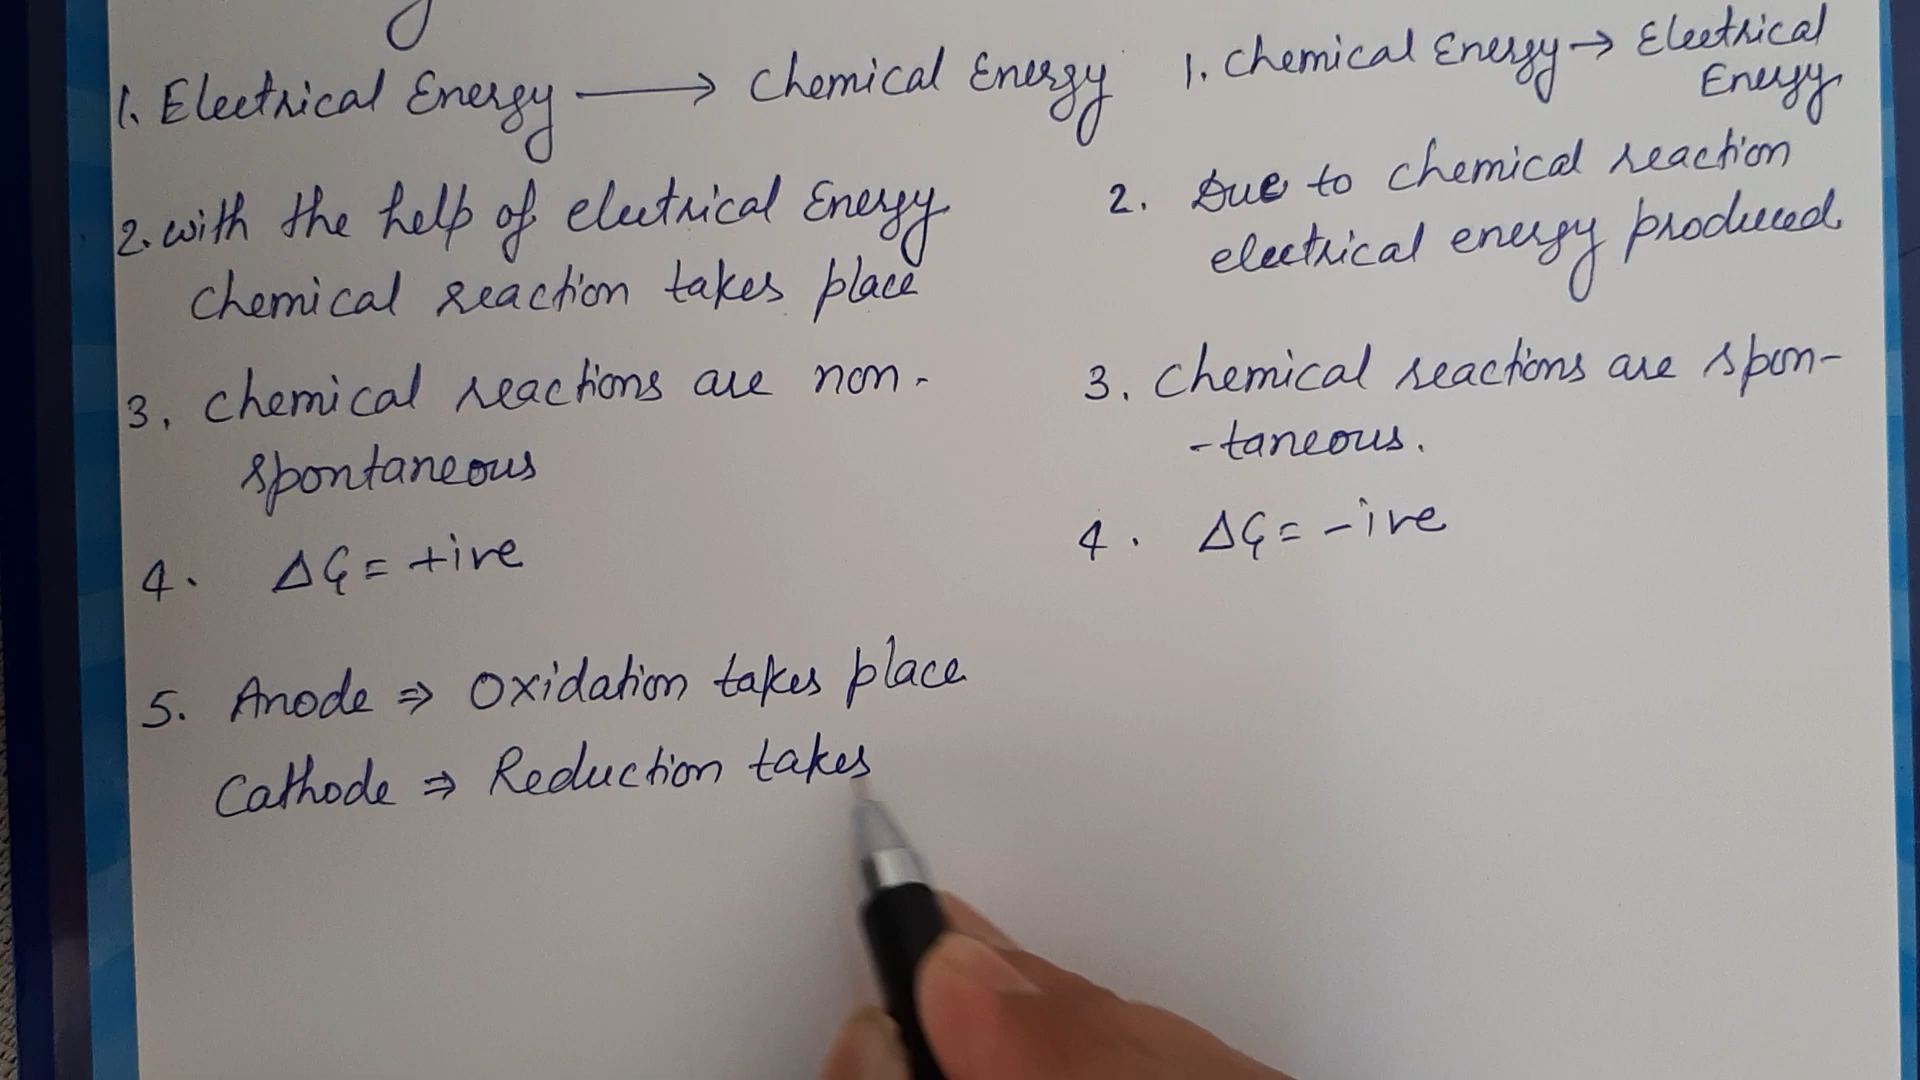 1. Electrical Energy → Chemical Energy
2. with the help of electrical Energy
chemical reaction takes place
3. chemical reactions are non-
spontaneous
4. ΔG = +ive
5. Anode ⇒ Oxidation takes place
Cathode ⇒ Reduction takes
1. Chemical Energy → Electrical
Energy
2. Due to chemical reaction
electrical energy produced
3. Chemical reactions are spon-
-taneous.
4. ΔG = -ive